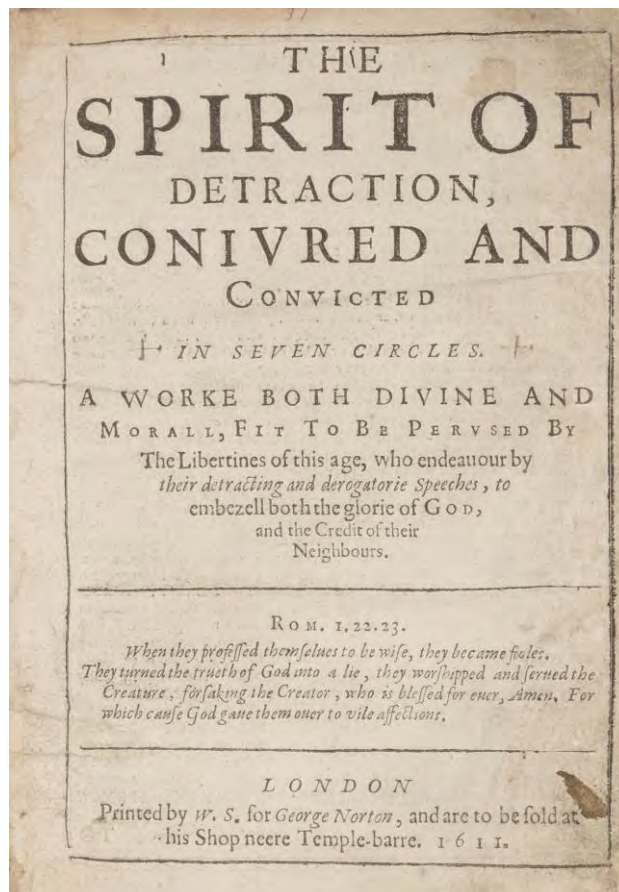 THE
SPIRIT OF
DETRACTION,
CONIVRED AND
CONVICTED
IN SEVEN CIRCLES.
A WORKE BOTH DIVINE AND
MORALL, FIT TO BE PERVSED BY
The Libertines of this age, who endeauour by
their detracting and derogatorie Speeches, to
embezell both the glorie of GOD,
and the Credit of their
Neighbours.
ROM. 1.22.23.
When they profeſſed themſelues to be wiſe, they became fooles.
They turned the trueth of God into a lie, they worſhipped and ſerued the
Creature, forſaking the Creator, who is bleſſed for euer, Amen. For
which cauſe God gaue them ouer to vile affections.
LONDON
Printed by W. S. for George Norton, and are to be ſold at
his Shop neere Temple-barre. 1611.